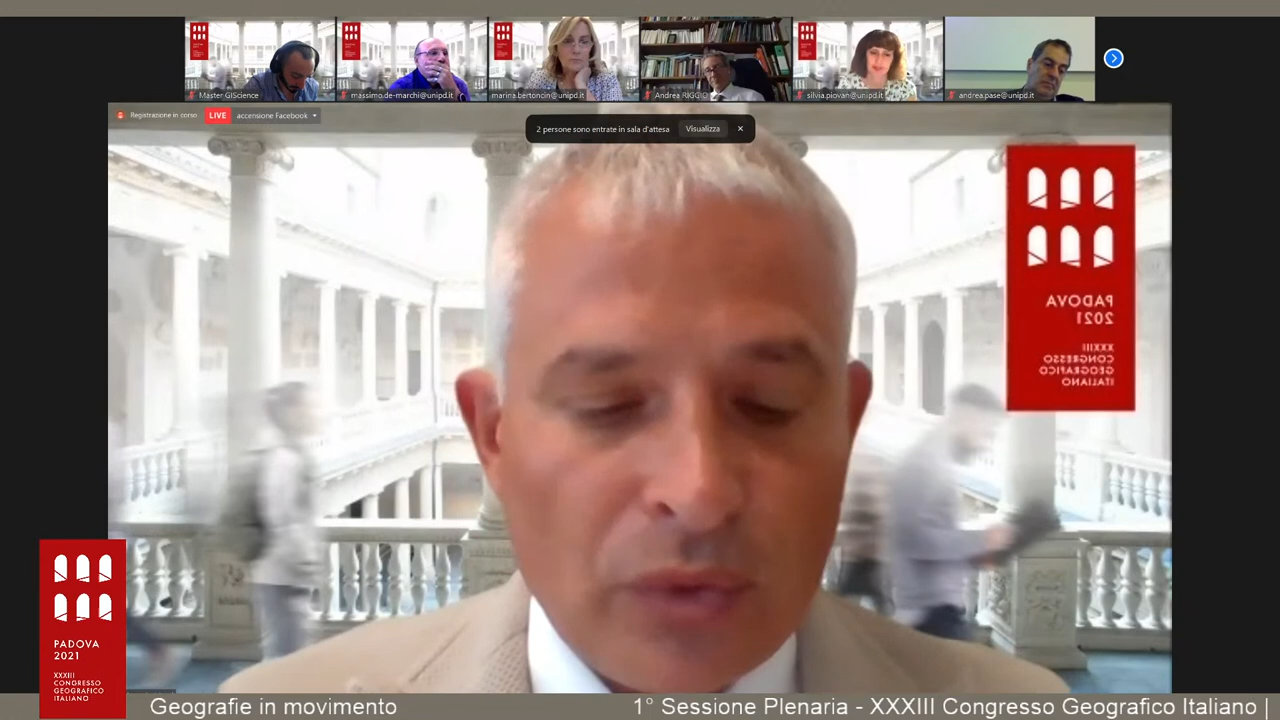 Master GIScience
massimo.de-marchi@unipd.it
marina.bertoncin@unipd.it
Andrea RIGGIO
silvia.piovan@unipd.it
andrea.pase@unipd.it
Registrazione in corso
LIVE
accensione Facebook
2 persone sono entrate in sala d'attesa
Visualizza
PADOVA
2021
XXXIII
CONGRESSO
GEOGRAFICO
ITALIANO
PADOVA
2021
XXXIII
CONGRESSO
GEOGRAFICO
ITALIANO
Geografie in movimento
1° Sessione Plenaria - XXXIII Congresso Geografico Italiano |